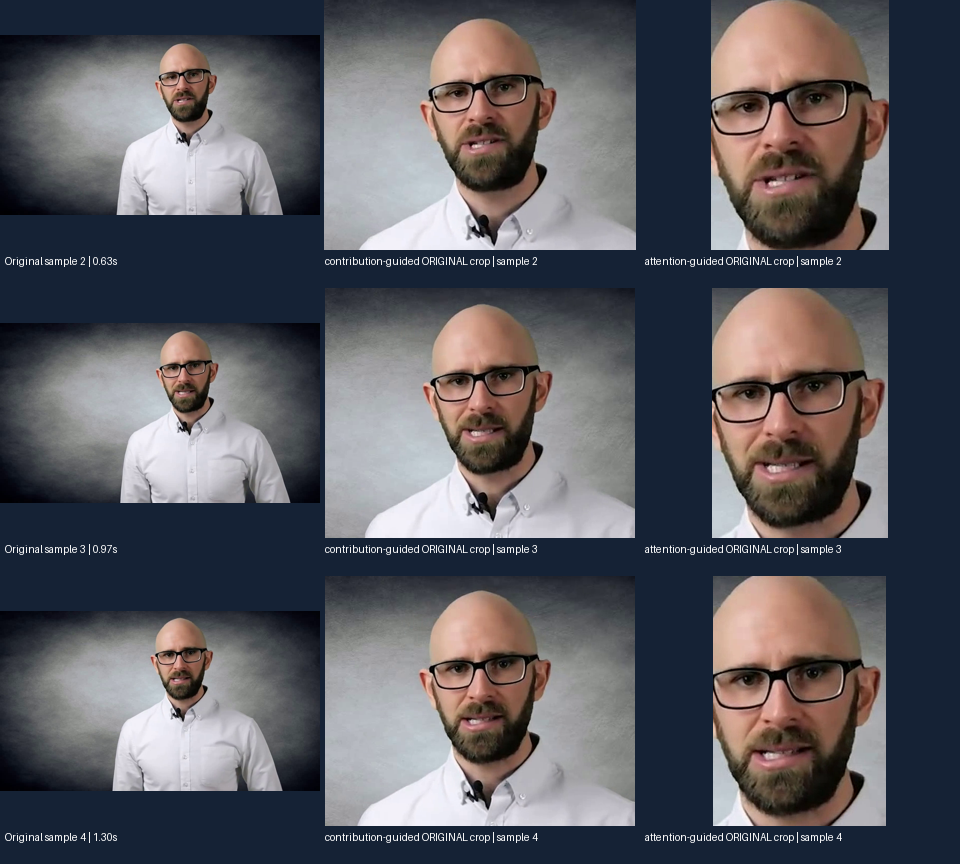 Original sample 2 | 0.63s
contribution-guided ORIGINAL crop | sample 2
attention-guided ORIGINAL crop | sample 2
Original sample 3 | 0.97s
contribution-guided ORIGINAL crop | sample 3
attention-guided ORIGINAL crop | sample 3
Original sample 4 | 1.30s
contribution-guided ORIGINAL crop | sample 4
attention-guided ORIGINAL crop | sample 4